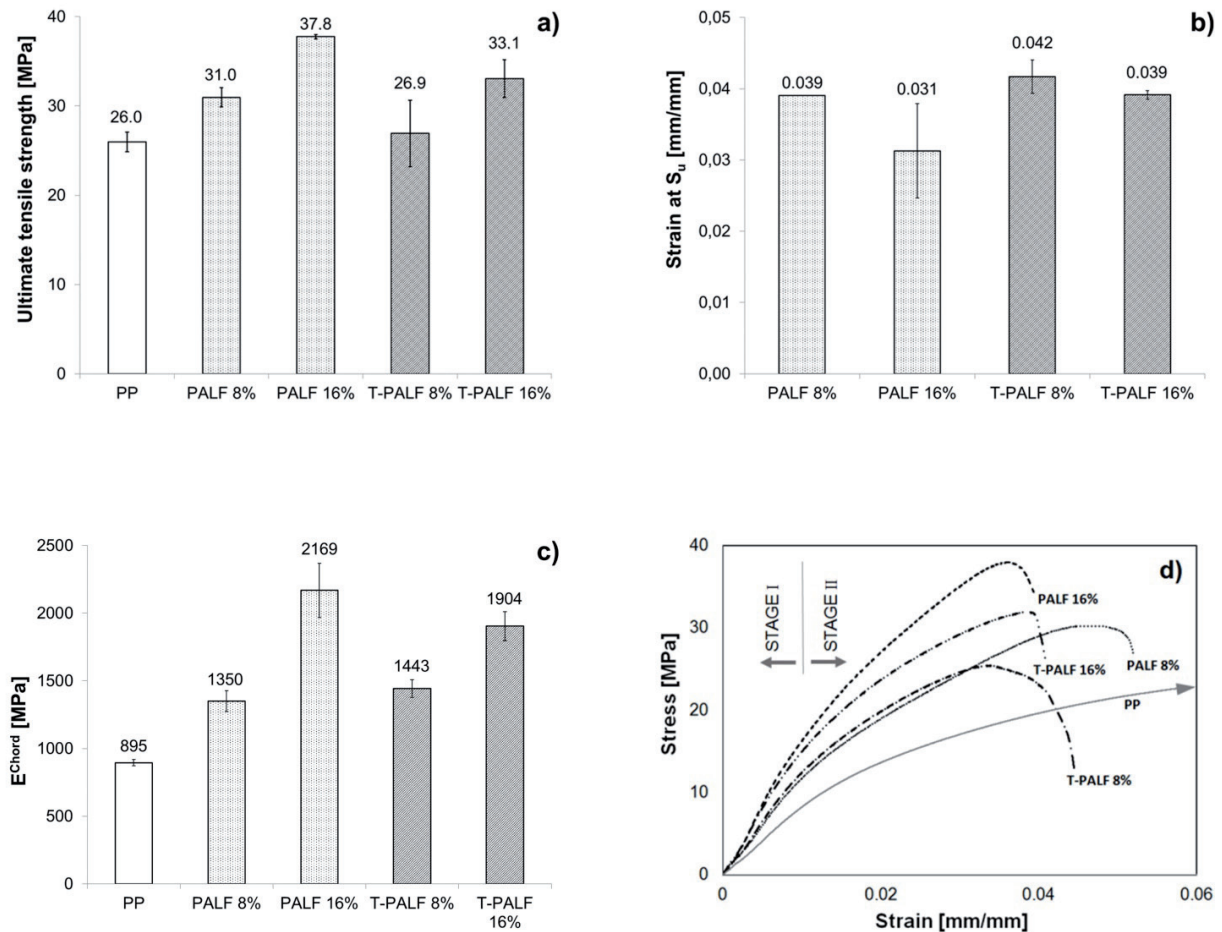 a)
Ultimate tensile strength [MPa]
40
30
20
10
0
26.0
31.0
37.8
26.9
33.1
PP
PALF 8%
PALF 16%
T-PALF 8%
T-PALF 16%
b)
Strain at Su [mm/mm]
0,05
0,04
0,03
0,02
0,01
0,00
0.039
0.031
0.042
0.039
PALF 8%
PALF 16%
T-PALF 8%
T-PALF 16%
c)
EChord [MPa]
2500
2000
1500
1000
500
0
895
1350
2169
1443
1904
PP
PALF 8%
PALF 16%
T-PALF 8%
T-PALF
16%
d)
Stress [MPa]
40
30
20
10
0
STAGE I
STAGE II
PALF 16%
T-PALF 16%
PALF 8%
PP
T-PALF 8%
0
0.02
0.04
0.06
Strain [mm/mm]